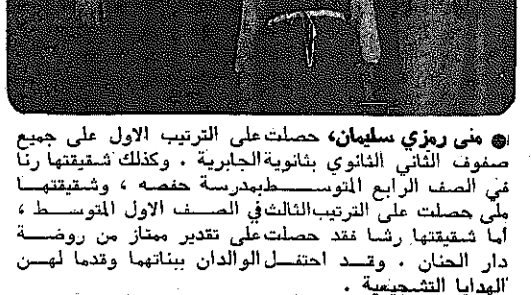 منى رمزي سليمان، حصلت على الترتيب الاول على جميع
صفوف الثاني الثانوي بثانوية الجابرية . وكذلك شقيقتها رنا
في الصف الرابع المتوسط بمدرسة حفصه ، وشقيقتها
ملى حصلت على الترتيب الثالث في الصف الاول المتوسط ،
أما شقيقتها رشا فقد حصلت على تقدير ممتاز من روضة
دار الحنان . وقد احتفل الوالدان ببناتهما وقدما لهن
الهدايا التشجيعية .